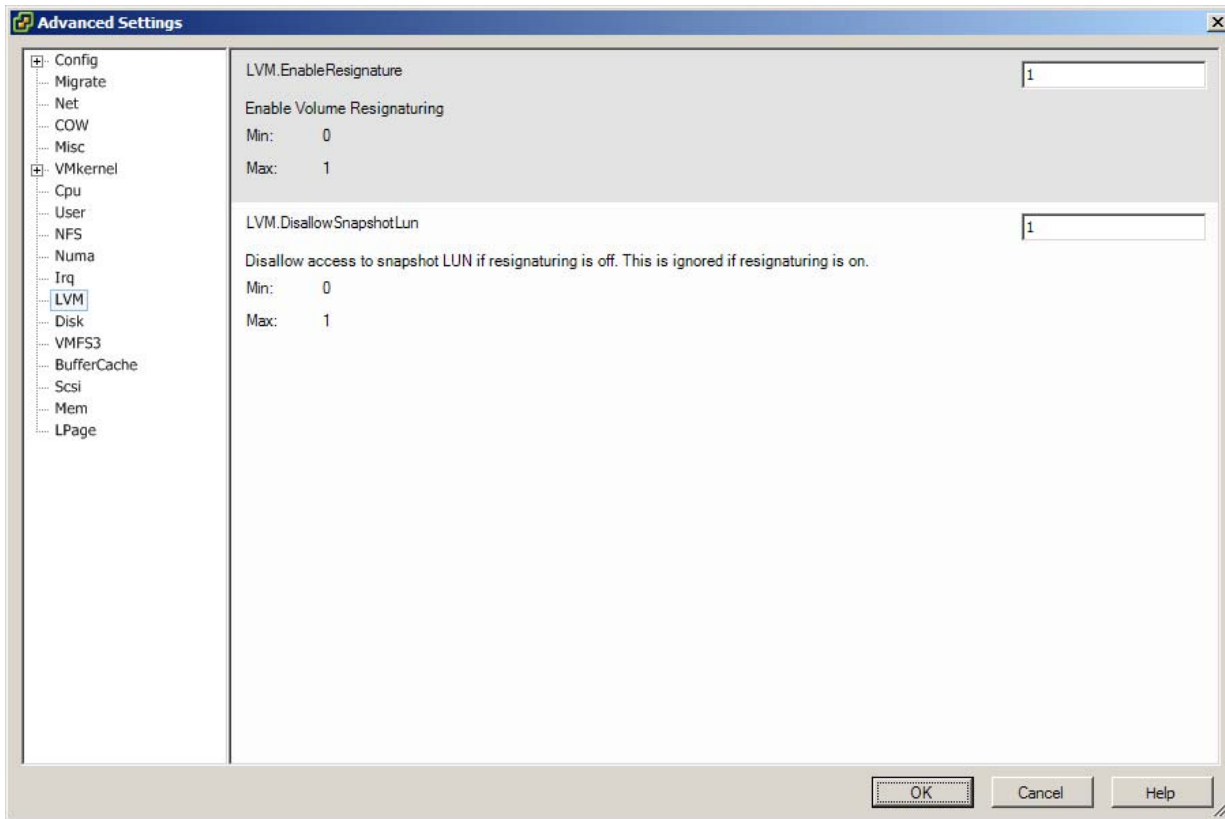 Advanced Settings
Config
Migrate
Net
COW
Misc
VMkernel
Cpu
User
NFS
Numa
Irq
LVM
Disk
VMFS3
BufferCache
Scsi
Mem
LPage
LVM.EnableResignature
1
Enable Volume Resignaturing
Min: 0
Max: 1
LVM.DisallowSnapshotLun
1
Disallow access to snapshot LUN if resignaturing is off. This is ignored if resignaturing is on.
Min: 0
Max: 1
OK Cancel Help